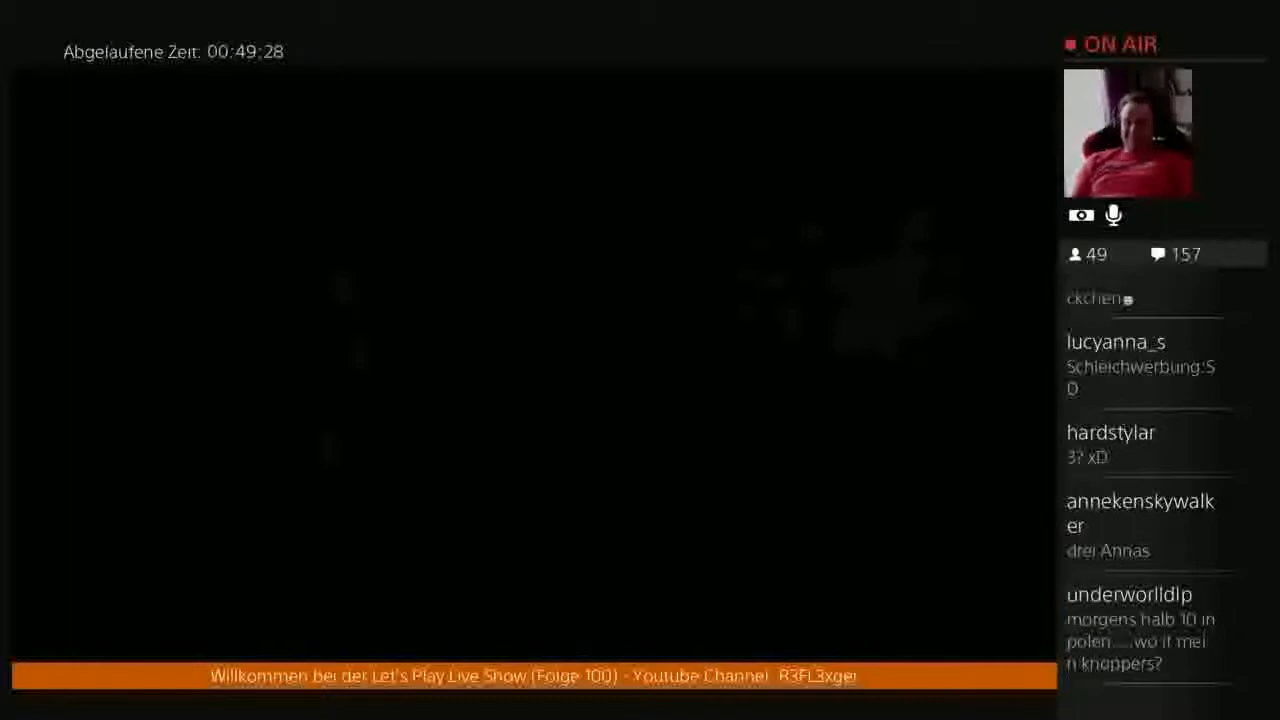 Abgelaufene Zeit: 00:49:28
ON AIR
49 157
ckchen
lucyanna_s
Schleichwerbung:S
D
hardstylar
3? xD
annekenskywalk
er
drei Annas
underworlldlp
morgens halb 10 in
polen.....wo it mei
n knoppers?
Willkommen bei der Let's Play Live Show (Folge 100) - Youtube Channel: R3FL3xger